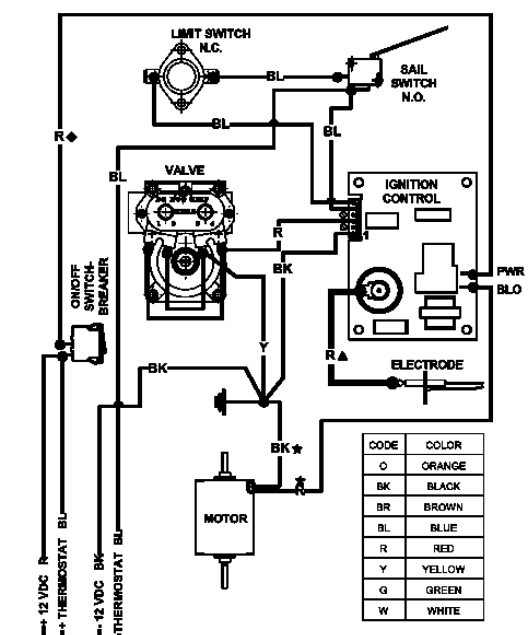 LIMIT SWITCH
N.C.
BL
SAIL
SWITCH
N.O.
BL
BL
R◆
BL
VALVE
IGNITION
CONTROL
R
BK
1
PWR
BLO
ON/OFF
SWITCH-
BREAKER
Y
R▲
ELECTRODE
BK
BK★
★
MOTOR
CODE COLOR
O ORANGE
BK BLACK
BR BROWN
BL BLUE
R RED
Y YELLOW
G GREEN
W WHITE
+ 12 VDC R
+ THERMOSTAT BL
- 12 VDC BK
THERMOSTAT BL